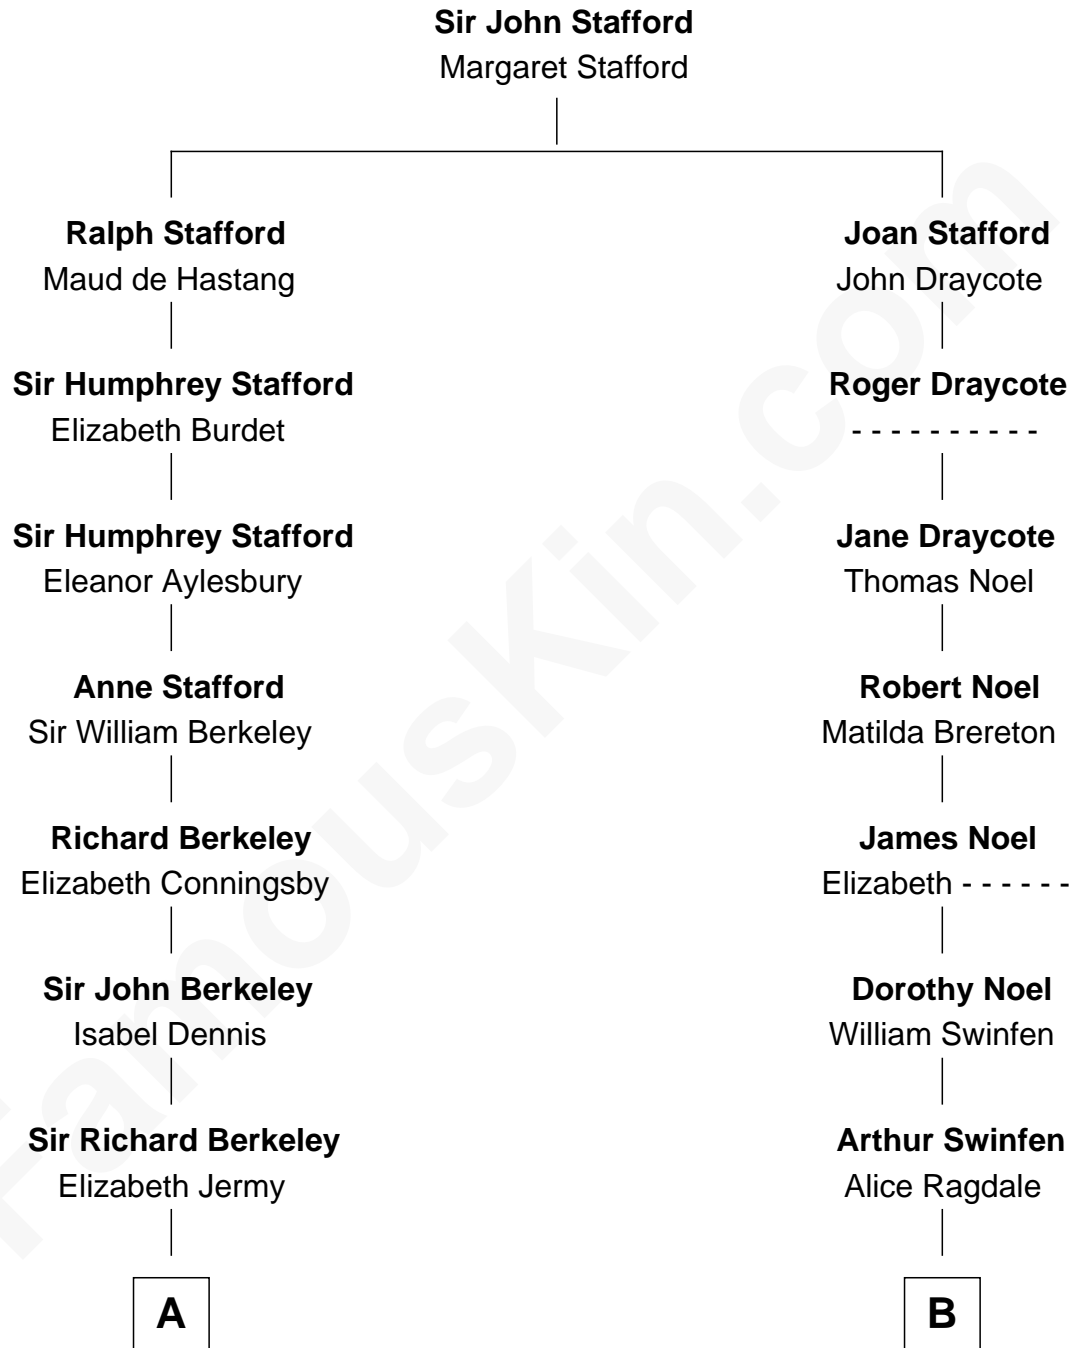 Sir John Stafford
Margaret Stafford
Ralph Stafford
Maud de Hastang
Joan Stafford
John Draycote
Sir Humphrey Stafford
Elizabeth Burdet
Roger Draycote
- - - - - - - - - -
Sir Humphrey Stafford
Eleanor Aylesbury
Jane Draycote
Thomas Noel
Anne Stafford
Sir William Berkeley
Robert Noel
Matilda Brereton
Richard Berkeley
Elizabeth Conningsby
James Noel
Elizabeth - - - - - -
Sir John Berkeley
Isabel Dennis
Dorothy Noel
William Swinfen
Sir Richard Berkeley
Elizabeth Jermy
Arthur Swinfen
Alice Ragdale
A
B
FamousKin.com